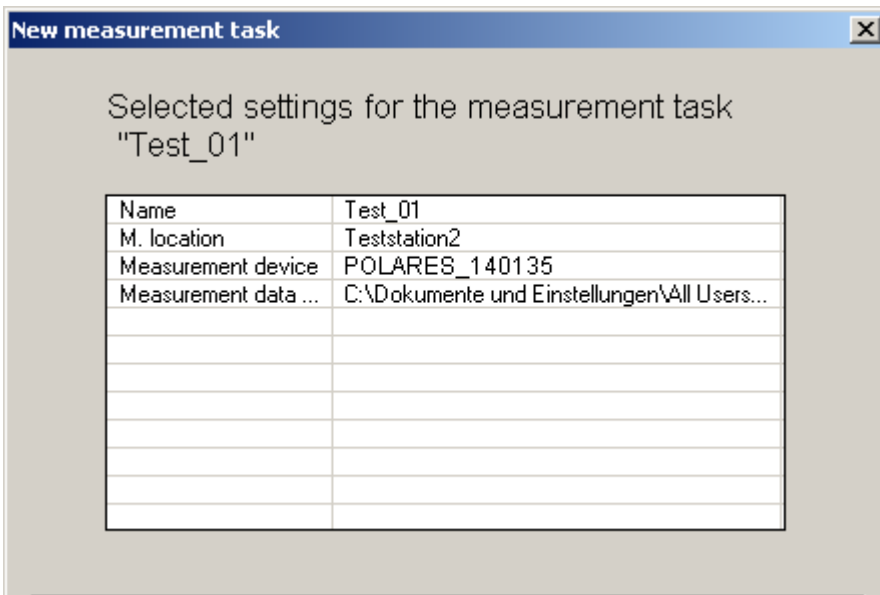 New measurement task
Selected settings for the measurement task
"Test_01"
Name Test_01
M. location Teststation2
Measurement device POLARES_140135
Measurement data ... C:\Dokumente und Einstellungen\All Users...